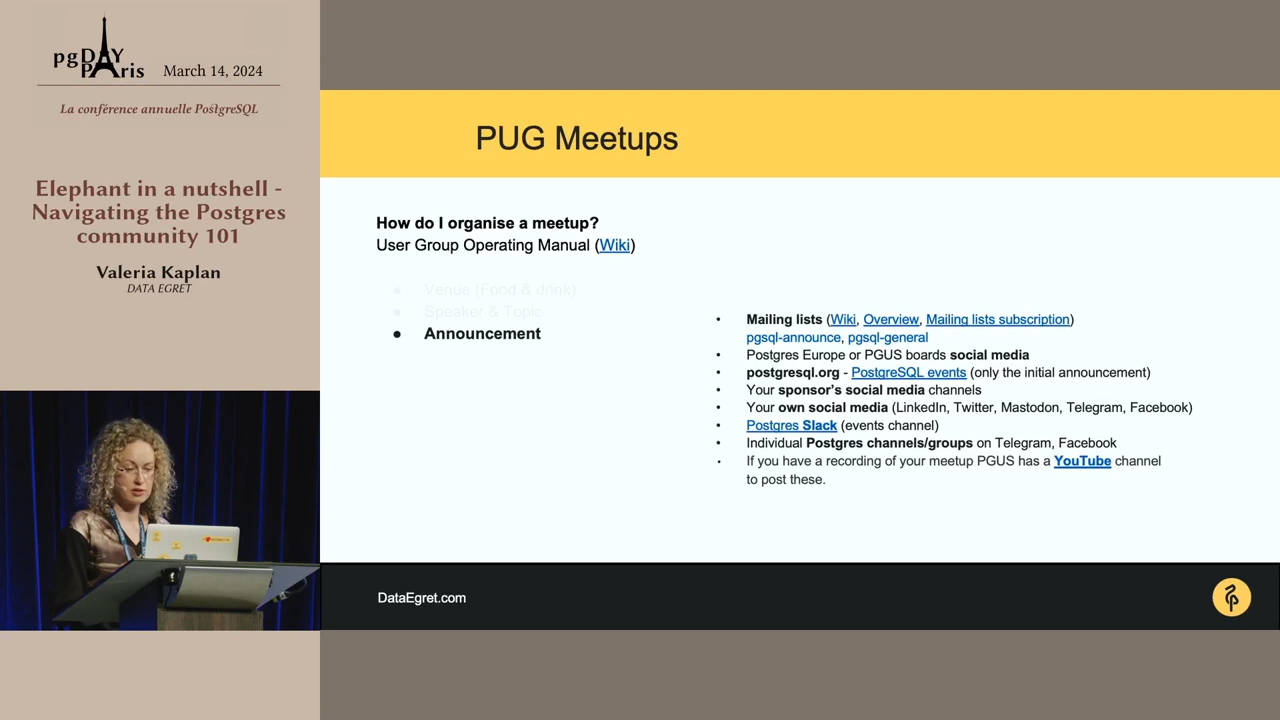 pgDAY
PAris
March 14, 2024
La conférence annuelle PostgreSQL
Elephant in a nutshell -
Navigating the Postgres
community 101
Valeria Kaplan
DATA EGRET
PUG Meetups
How do I organise a meetup?
User Group Operating Manual (Wiki)
Venue (Food & drink)
Speaker & Topic
● Announcement
• Mailing lists (Wiki, Overview, Mailing lists subscription)
pgsql-announce, pgsql-general
• Postgres Europe or PGUS boards social media
• postgresql.org - PostgreSQL events (only the initial announcement)
• Your sponsor's social media channels
• Your own social media (LinkedIn, Twitter, Mastodon, Telegram, Facebook)
• Postgres Slack (events channel)
• Individual Postgres channels/groups on Telegram, Facebook
• If you have a recording of your meetup PGUS has a YouTube channel
to post these.
DataEgret.com